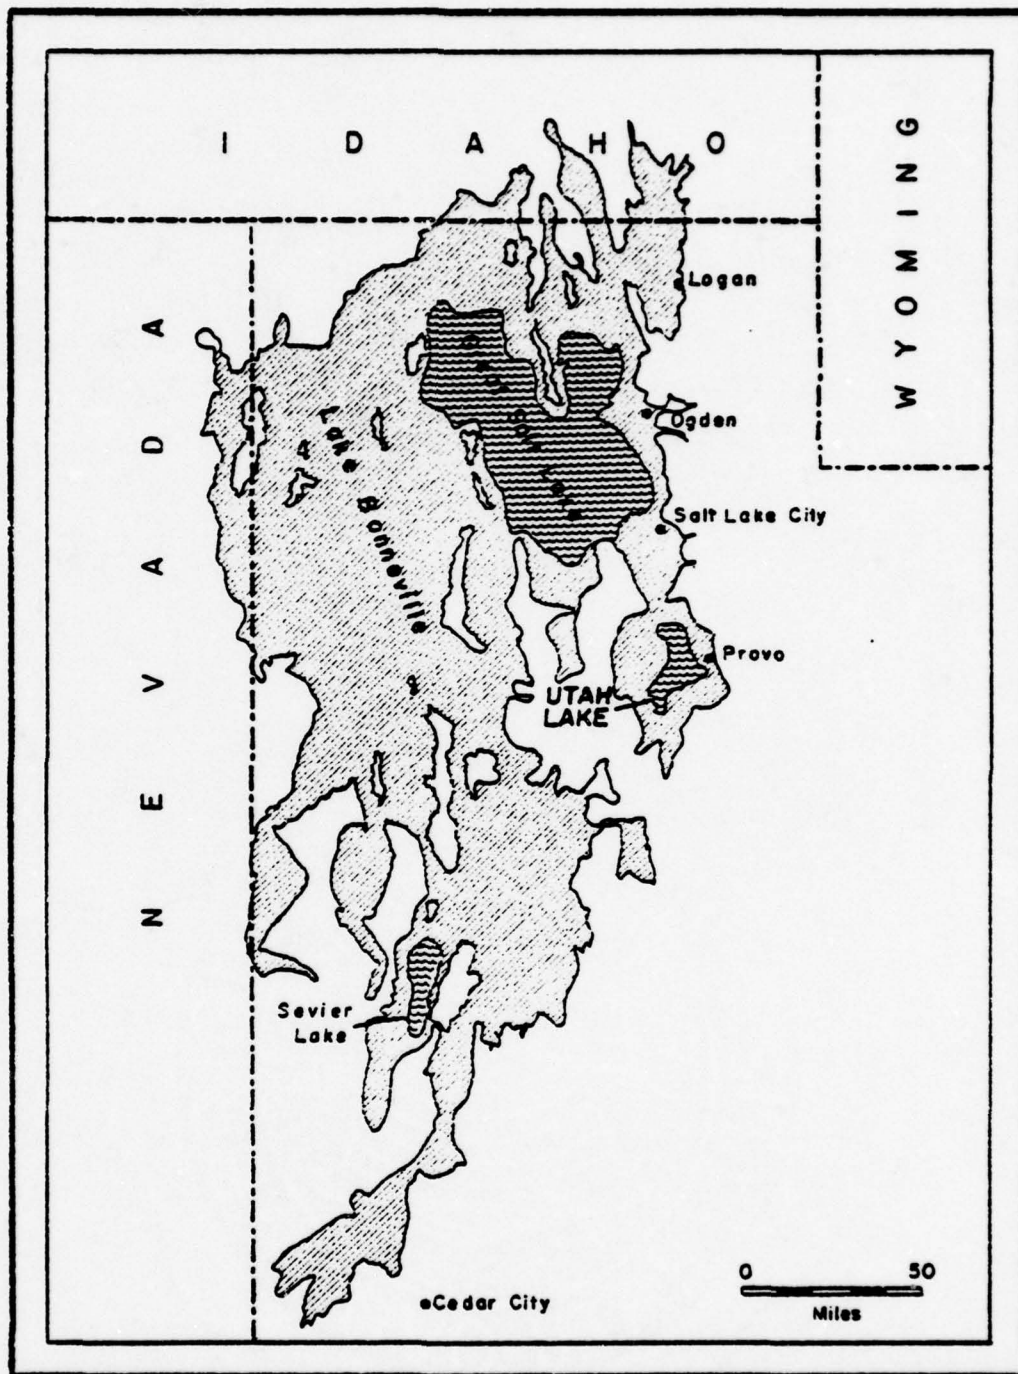 IDAHO
WYOMING
NEVADA
Logan
Great Salt Lake
Ogden
Lake Bonneville
Salt Lake City
Provo
UTAH
LAKE
Sevier
Lake
Cedar City
0 50
Miles